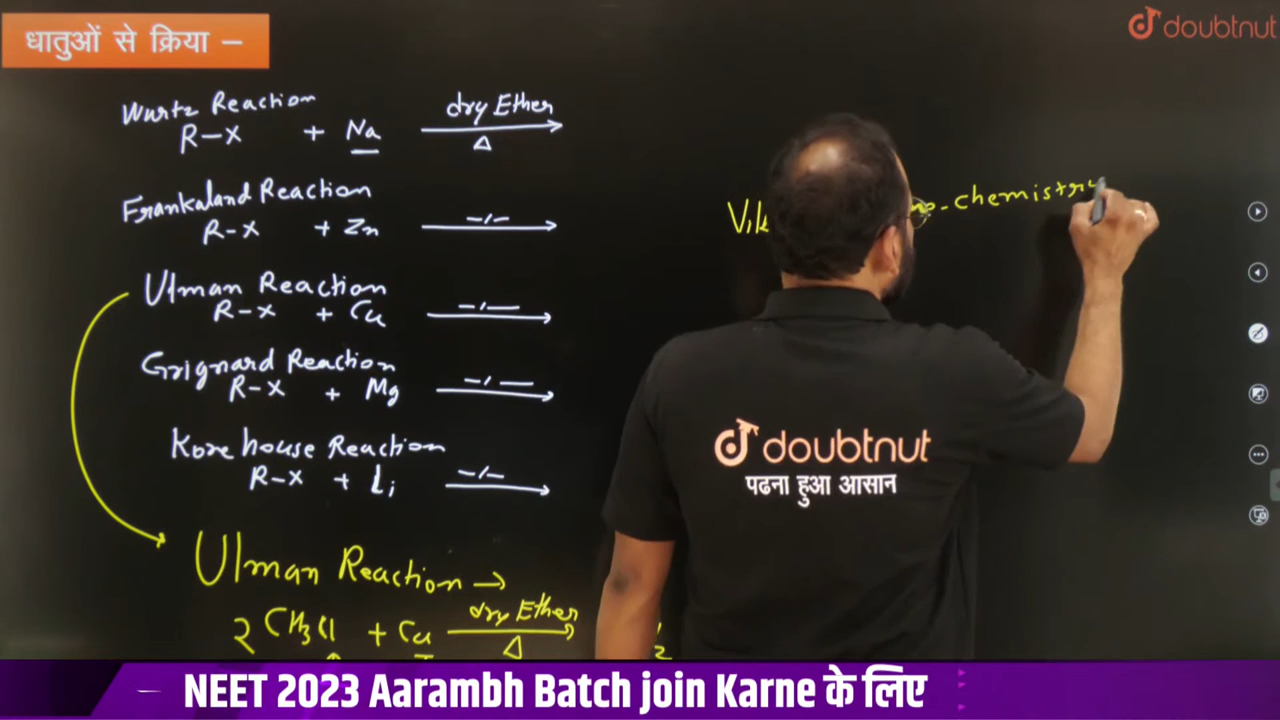 धातुओं से क्रिया –
doubtnut
Wurtz Reaction
R-X + Na dry Ether Δ
Frankaland Reaction
R-X + Zn
Ulman Reaction
R-X + Cu
Grignard Reaction
R-X + Mg
Kore house Reaction
R-X + Li
Ulman Reaction →
2 CH3Cl + Cu dry Ether Δ
-chemistry
doubtnut
पढना हुआ आसान
NEET 2023 Aarambh Batch join Karne के लिए